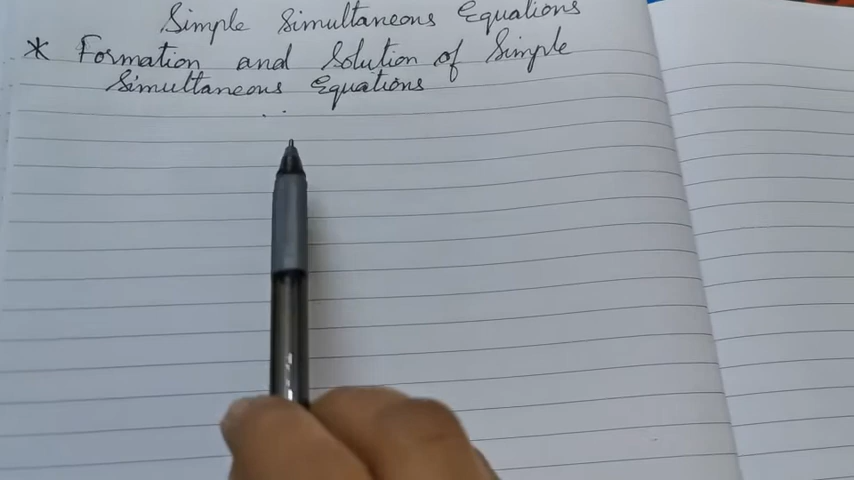 Simple Simultaneous Equations
* Formation and Solution of Simple
Simultaneous Equations